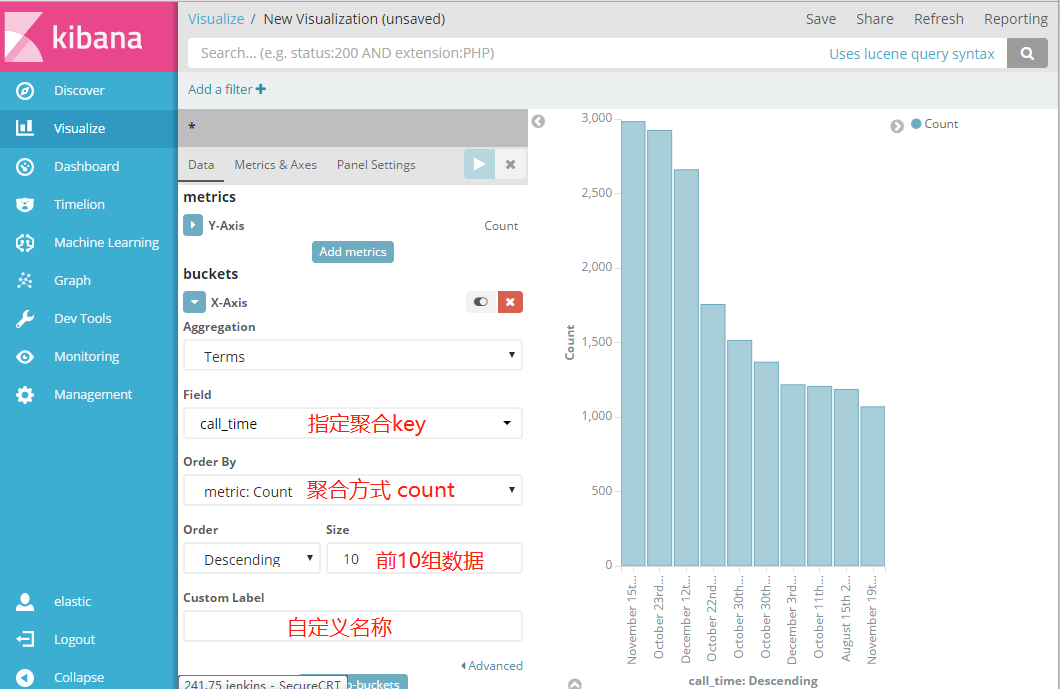 kibana
Discover
Visualize
Dashboard
Timelion
Machine Learning
Graph
Dev Tools
Monitoring
Management
elastic
Logout
Collapse
Visualize / New Visualization (unsaved)
Save Share Refresh Reporting
Search... (e.g. status:200 AND extension:PHP) Uses lucene query syntax
Add a filter +
*
Data Metrics & Axes Panel Settings
metrics
Y-Axis Count
Add metrics
buckets
X-Axis
Aggregation
Terms
Field
call_time 指定聚合key
Order By
metric: Count 聚合方式 count
Order Size
Descending 10 前10组数据
Custom Label
自定义名称
Advanced
241.75 jenkins - SecureCRT b-buckets
Count
3,000
2,500
2,000
1,500
1,000
500
0
Count
November 15t...
October 23rd...
December 12t...
October 22nd...
October 30th...
October 30th...
December 3rd...
October 11th...
August 15th 2...
November 19t...
call_time: Descending